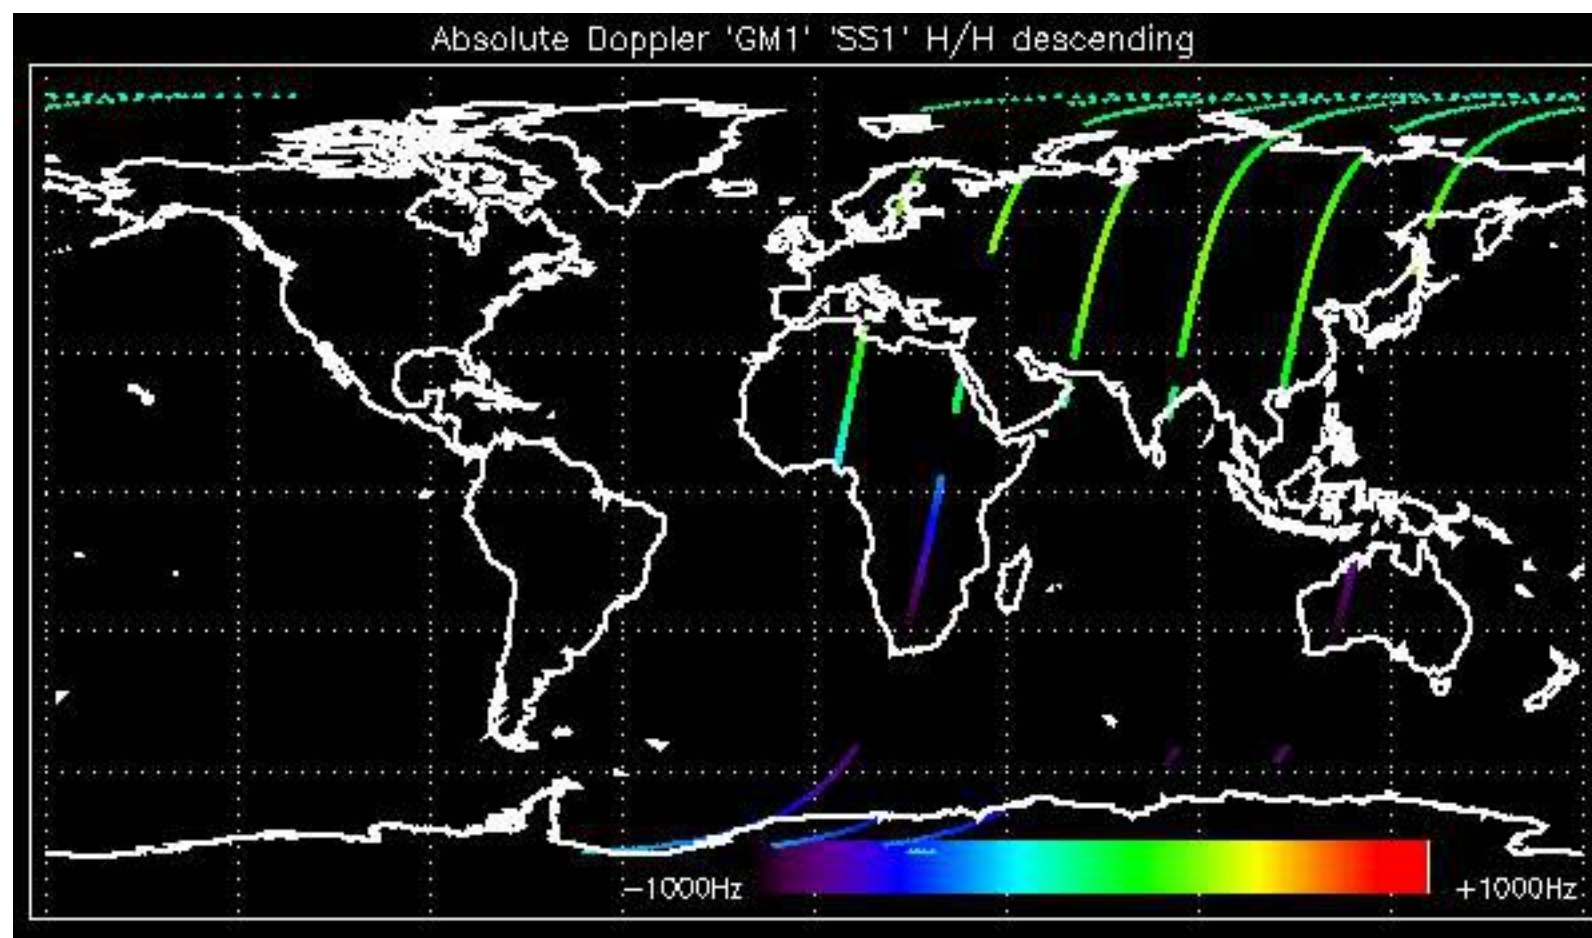 Absolute Doppler 'GM1' 'SS1' H/H descending
-1000Hz
+1000Hz